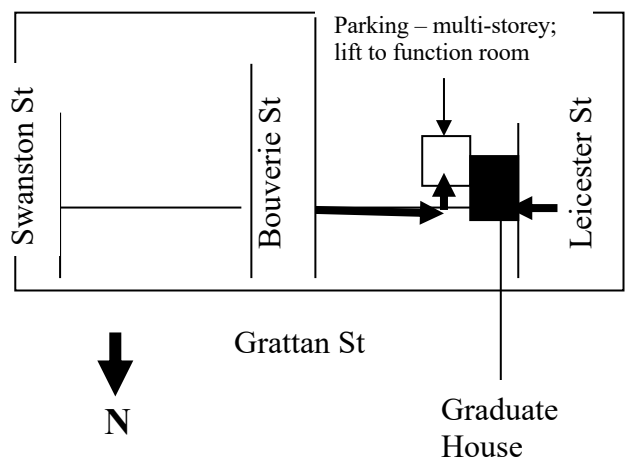 Parking – multi-storey;
lift to function room
Swanston St
Bouverie St
Leicester St
Grattan St
N
Graduate
House